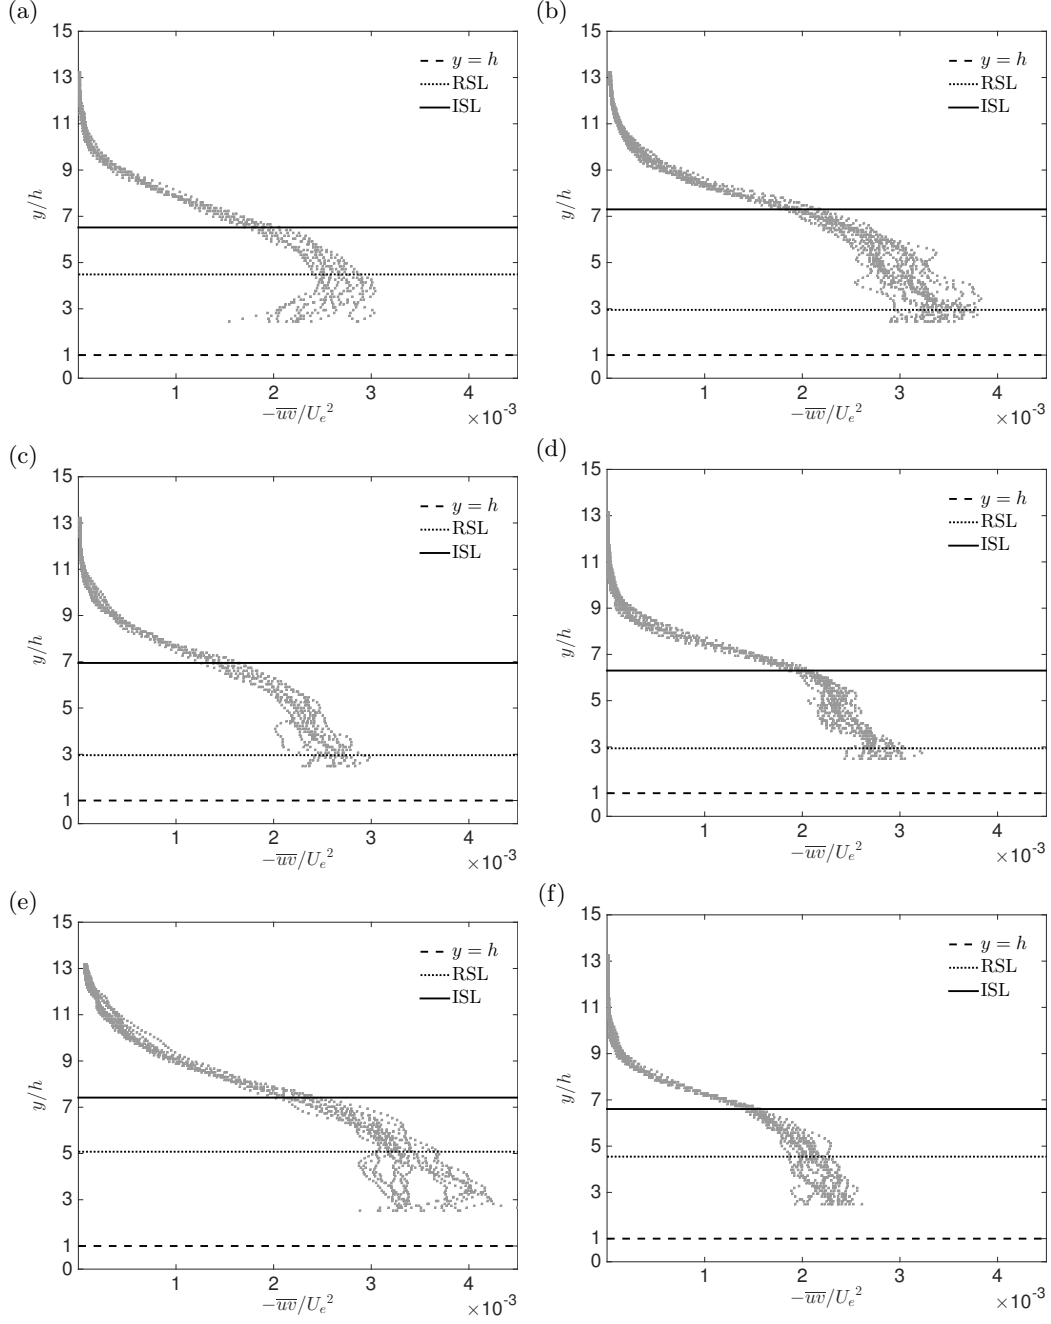 (a)
15
13
11
9
7
5
3
1
0
y/h
y = h
RSL
ISL
1 2 3 4
−uv̅/Uₑ²
×10⁻³
(b)
15
13
11
9
7
5
3
1
0
y/h
y = h
RSL
ISL
1 2 3 4
−uv̅/Uₑ²
×10⁻³
(c)
15
13
11
9
7
5
3
1
0
y/h
y = h
RSL
ISL
1 2 3 4
−uv̅/Uₑ²
×10⁻³
(d)
15
13
11
9
7
5
3
1
0
y/h
y = h
RSL
ISL
1 2 3 4
−uv̅/Uₑ²
×10⁻³
(e)
15
13
11
9
7
5
3
1
0
y/h
y = h
RSL
ISL
1 2 3 4
−uv̅/Uₑ²
×10⁻³
(f)
15
13
11
9
7
5
3
1
0
y/h
y = h
RSL
ISL
1 2 3 4
−uv̅/Uₑ²
×10⁻³